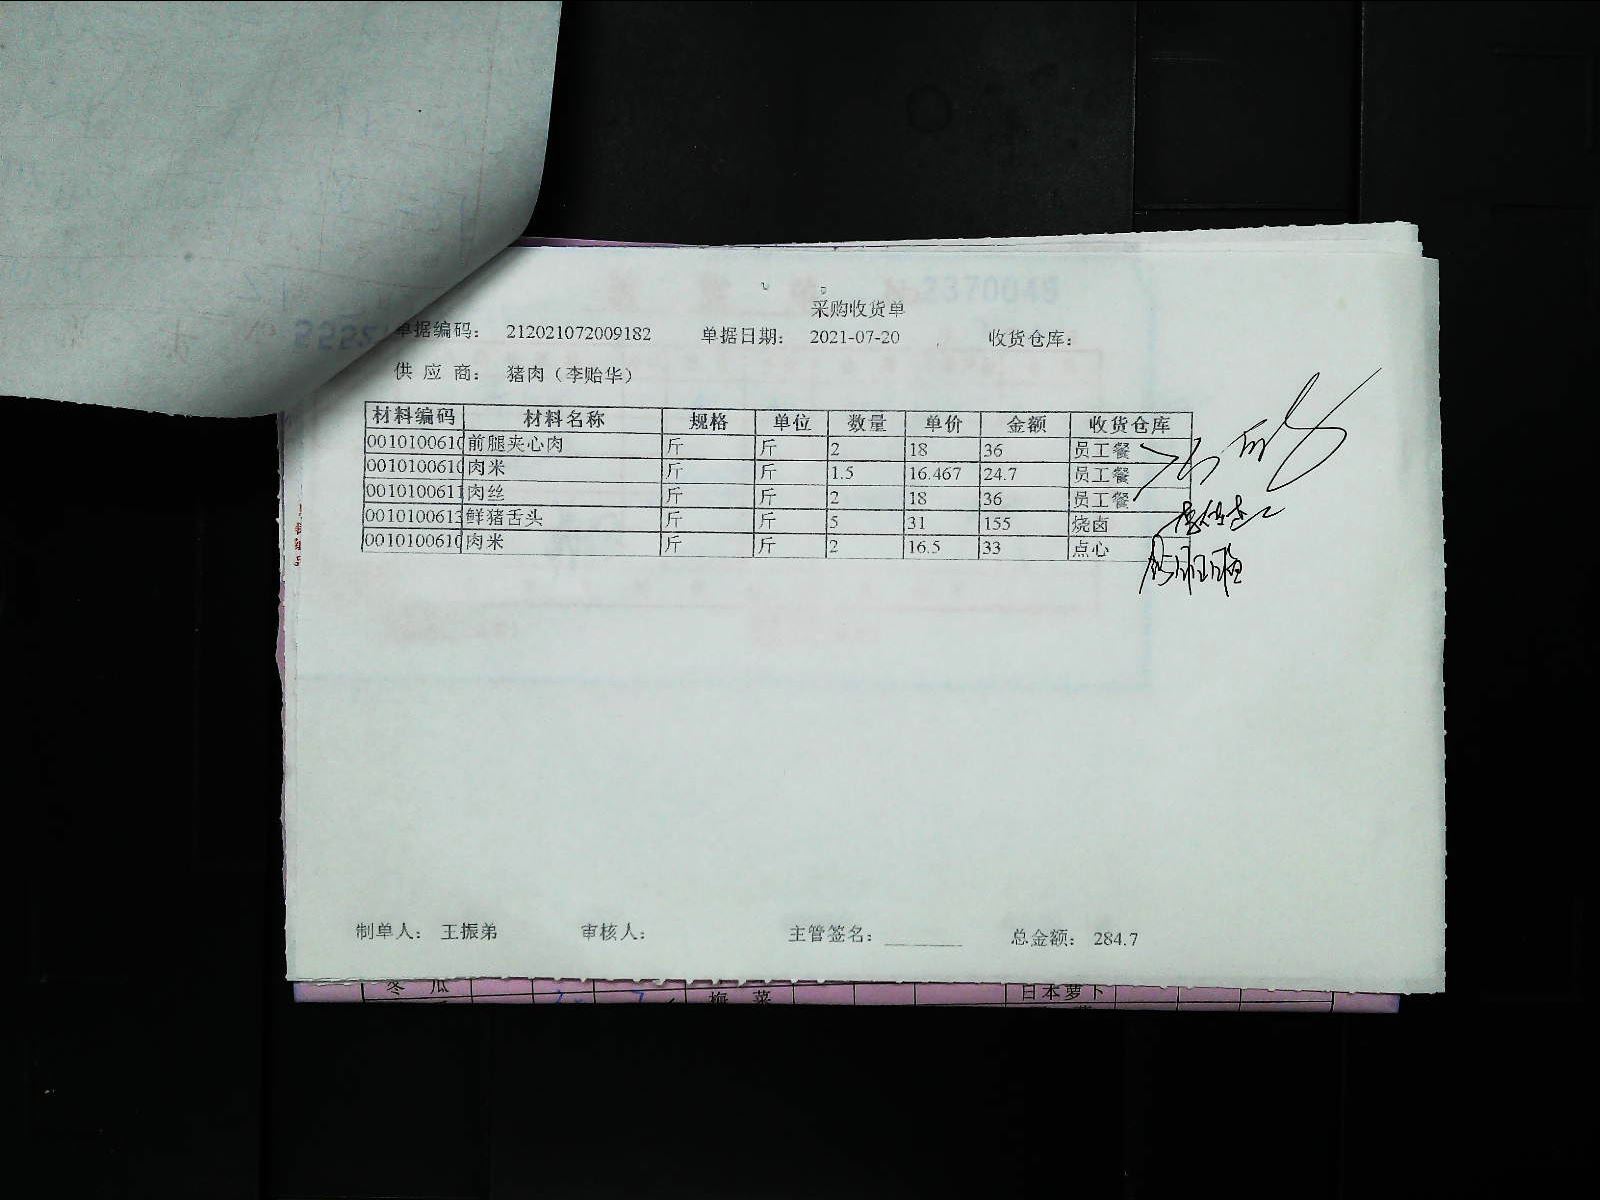 采购收货单
单据编码： 212021072009182 单据日期： 2021-07-20 收货仓库：
供 应 商： 猪肉（李贻华）
材料编码 材料名称 规格 单位 数量 单价 金额 收货仓库
0010100610 前腿夹心肉 斤 斤 2 18 36 员工餐
0010100610 肉米 斤 斤 1.5 16.467 24.7 员工餐
0010100611 肉丝 斤 斤 2 18 36 员工餐
0010100613 鲜猪舌头 斤 斤 5 31 155 烧卤
0010100610 肉米 斤 斤 2 16.5 33 点心
制单人： 王振弟 审核人： 主管签名： 总金额： 284.7
冬 瓜 梅 菜 日本萝卜